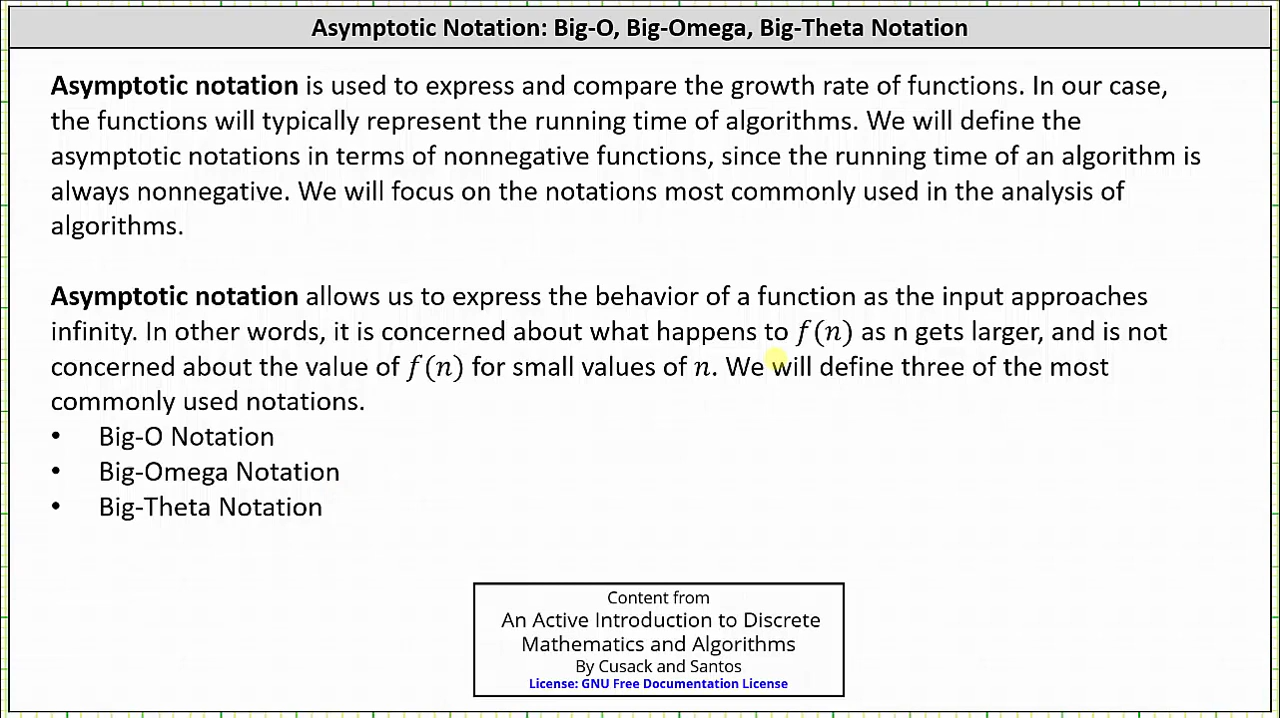 Asymptotic Notation: Big-O, Big-Omega, Big-Theta Notation
Asymptotic notation is used to express and compare the growth rate of functions. In our case,
the functions will typically represent the running time of algorithms. We will define the
asymptotic notations in terms of nonnegative functions, since the running time of an algorithm is
always nonnegative. We will focus on the notations most commonly used in the analysis of
algorithms.
Asymptotic notation allows us to express the behavior of a function as the input approaches
infinity. In other words, it is concerned about what happens to f(n) as n gets larger, and is not
concerned about the value of f(n) for small values of n. We will define three of the most
commonly used notations.
• Big-O Notation
• Big-Omega Notation
• Big-Theta Notation
Content from
An Active Introduction to Discrete
Mathematics and Algorithms
By Cusack and Santos
License: GNU Free Documentation License